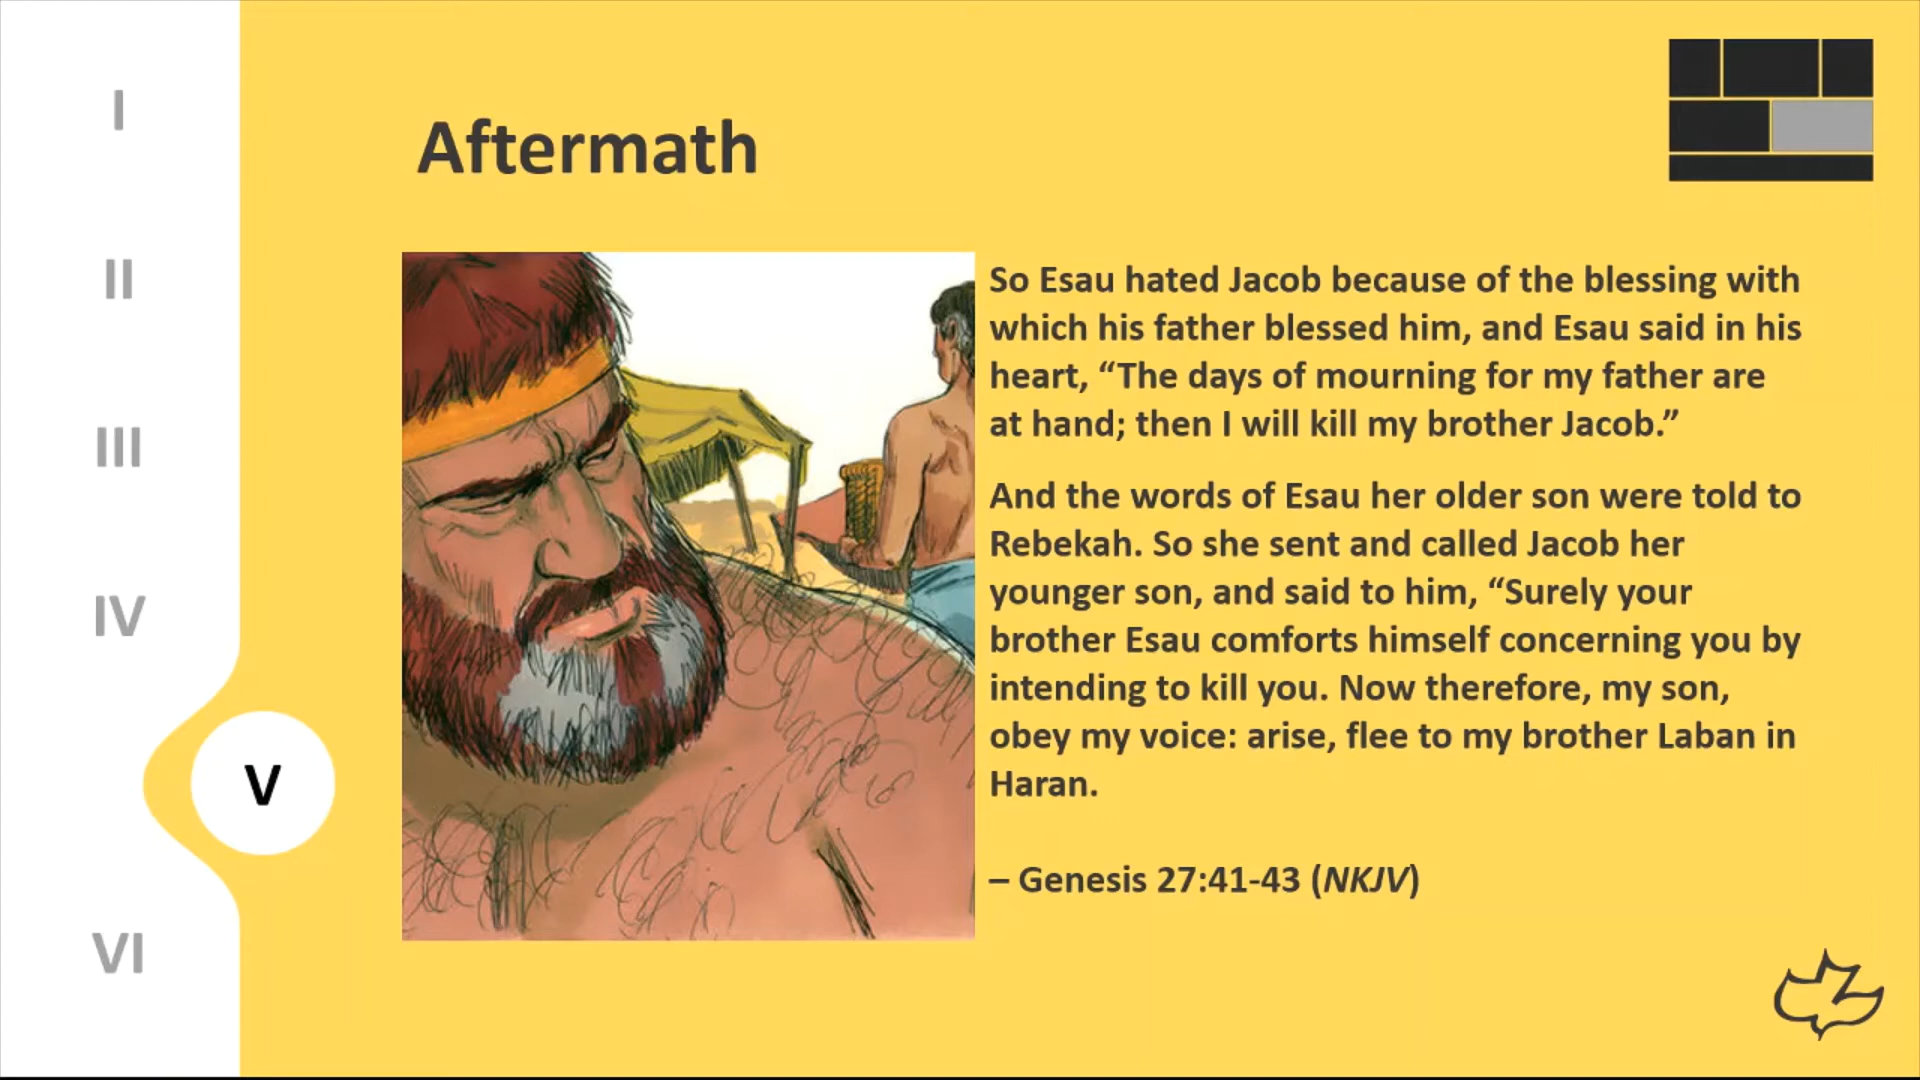 I
II
III
IV
V
VI
Aftermath
So Esau hated Jacob because of the blessing with
which his father blessed him, and Esau said in his
heart, “The days of mourning for my father are
at hand; then I will kill my brother Jacob.”
And the words of Esau her older son were told to
Rebekah. So she sent and called Jacob her
younger son, and said to him, “Surely your
brother Esau comforts himself concerning you by
intending to kill you. Now therefore, my son,
obey my voice: arise, flee to my brother Laban in
Haran.
– Genesis 27:41-43 (NKJV)